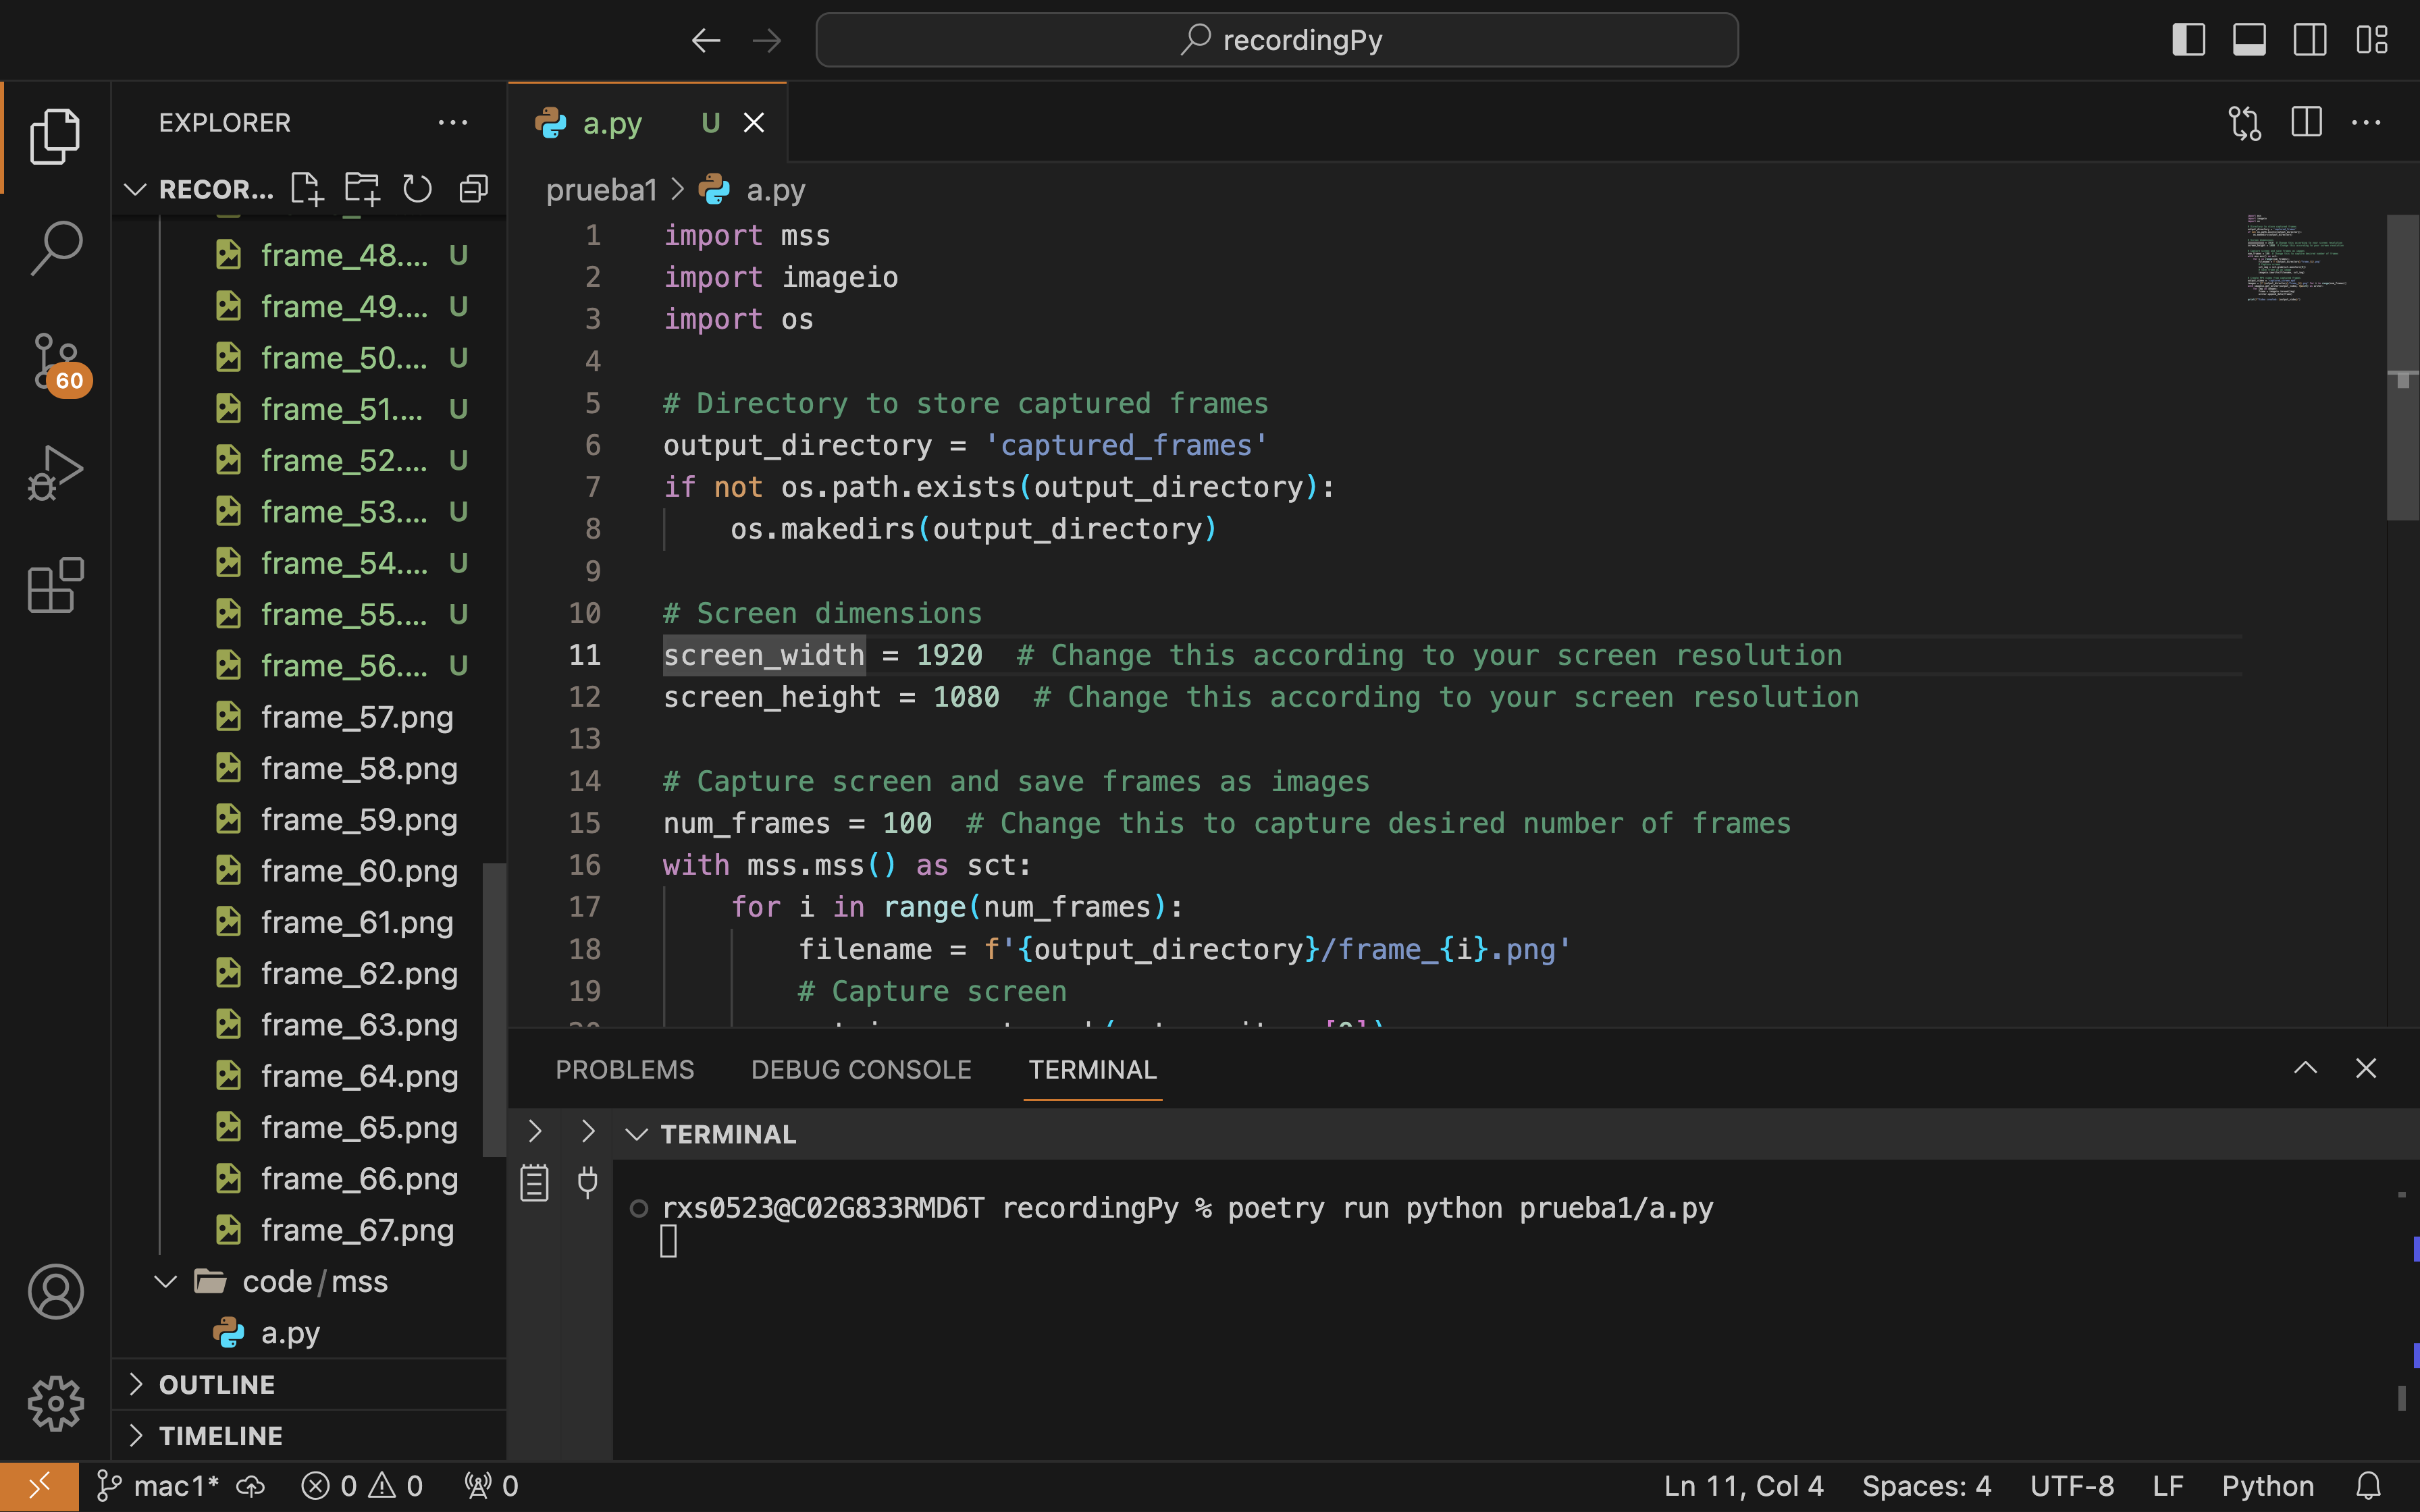 recordingPy
EXPLORER
RECOR...
frame_48.... U
frame_49.... U
frame_50.... U
frame_51.... U
frame_52.... U
frame_53.... U
frame_54.... U
frame_55.... U
frame_56.... U
frame_57.png
frame_58.png
frame_59.png
frame_60.png
frame_61.png
frame_62.png
frame_63.png
frame_64.png
frame_65.png
frame_66.png
frame_67.png
code/mss
a.py
OUTLINE
TIMELINE
60
a.py U
prueba1 > a.py
1 import mss
2 import imageio
3 import os
4
5 # Directory to store captured frames
6 output_directory = 'captured_frames'
7 if not os.path.exists(output_directory):
8 os.makedirs(output_directory)
9
10 # Screen dimensions
11 screen_width = 1920 # Change this according to your screen resolution
12 screen_height = 1080 # Change this according to your screen resolution
13
14 # Capture screen and save frames as images
15 num_frames = 100 # Change this to capture desired number of frames
16 with mss.mss() as sct:
17 for i in range(num_frames):
18 filename = f'{output_directory}/frame_{i}.png'
19 # Capture screen
PROBLEMS DEBUG CONSOLE TERMINAL
TERMINAL
rxs0523@C02G833RMD6T recordingPy % poetry run python prueba1/a.py
mac1* 0 0 0 Ln 11, Col 4 Spaces: 4 UTF-8 LF Python